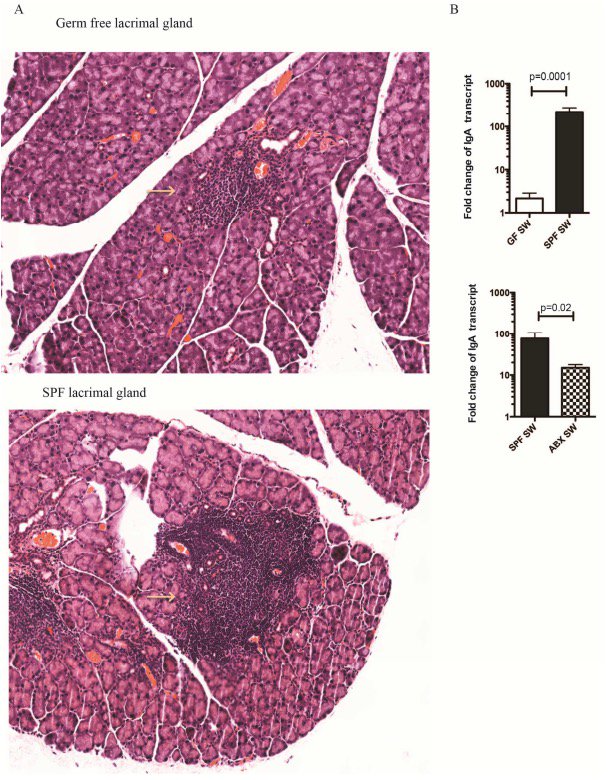 A
Germ free lacrimal gland
SPF lacrimal gland
B
p=0.0001
1000
100
10
1
Fold change of IgA transcript
GF SW
SPF SW
p=0.02
1000
100
10
1
Fold change of IgA transcript
SPF SW
ABX SW